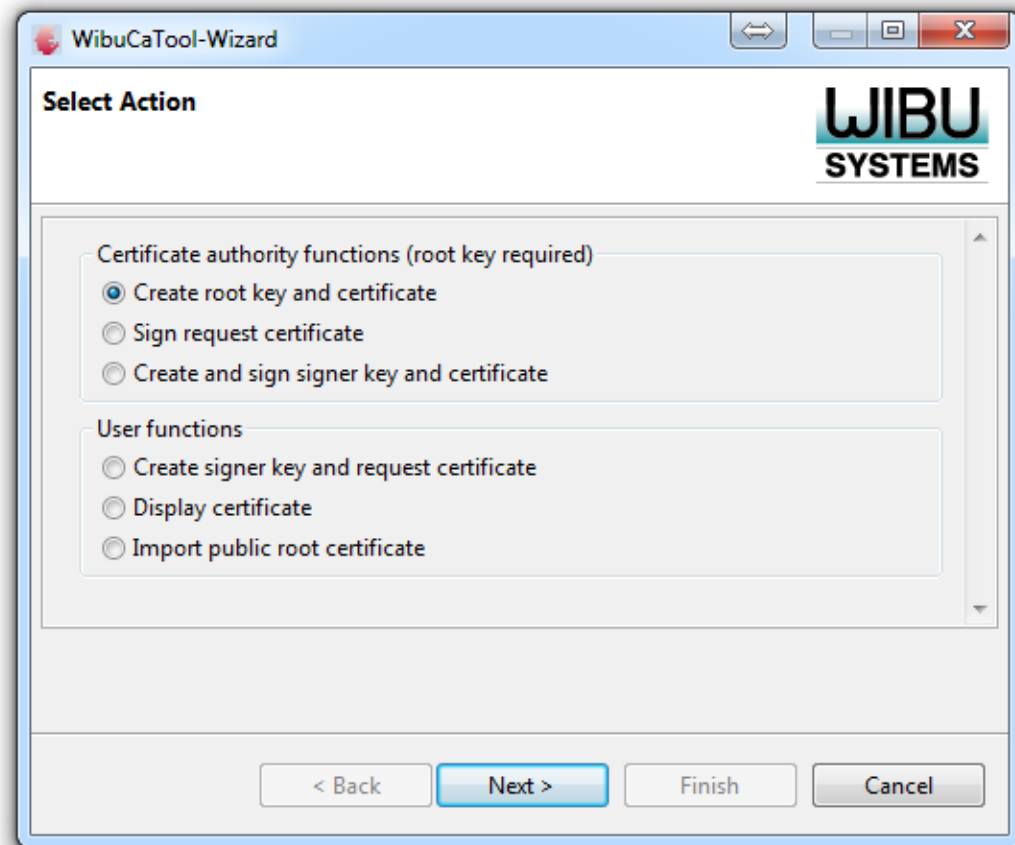 WibuCaTool-Wizard
Select Action
WIBU
SYSTEMS
Certificate authority functions (root key required)
Create root key and certificate
Sign request certificate
Create and sign signer key and certificate
User functions
Create signer key and request certificate
Display certificate
Import public root certificate
< Back
Next >
Finish
Cancel